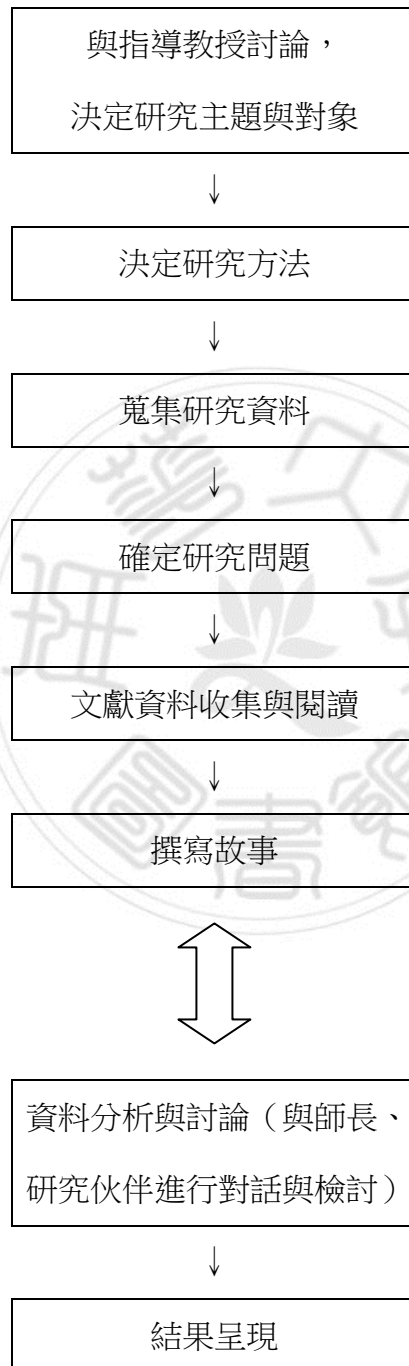 與指導教授討論，
決定研究主題與對象
↓
決定研究方法
↓
蒐集研究資料
↓
確定研究問題
↓
文獻資料收集與閱讀
↓
撰寫故事
資料分析與討論（與師長、
研究伙伴進行對話與檢討）
↓
結果呈現